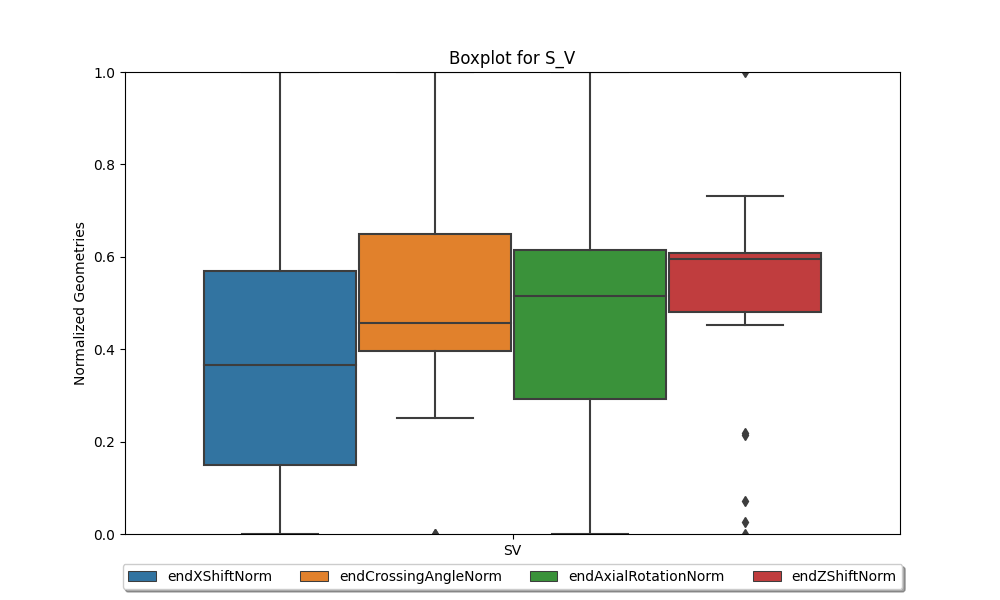 Boxplot for S_V
Normalized Geometries
1.0
0.8
0.6
0.4
0.2
0.0
SV
endXShiftNorm endCrossingAngleNorm endAxialRotationNorm endZShiftNorm